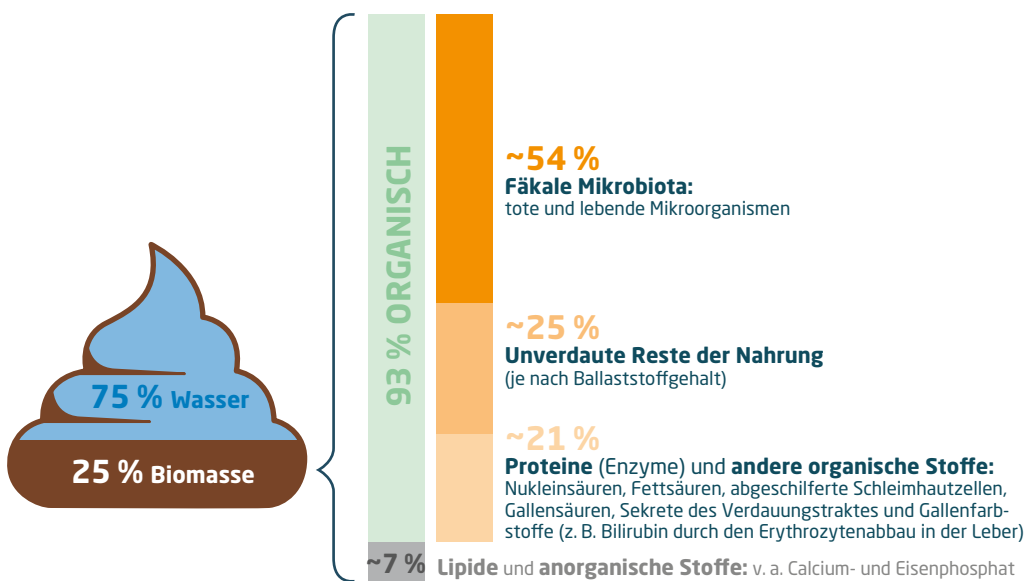 ~54 %
Fäkale Mikrobiota:
tote und lebende Mikroorganismen
93 % ORGANISCH
~25 %
Unverdaute Reste der Nahrung
(je nach Ballaststoffgehalt)
75 % Wasser
25 % Biomasse
~21 %
Proteine (Enzyme) und andere organische Stoffe:
Nukleinsäuren, Fettsäuren, abgeschilferte Schleimhautzellen,
Gallensäuren, Sekrete des Verdauungstraktes und Gallenfarb-
stoffe (z. B. Bilirubin durch den Erythrozytenabbau in der Leber)
~7 % Lipide und anorganische Stoffe: v. a. Calcium- und Eisenphosphat